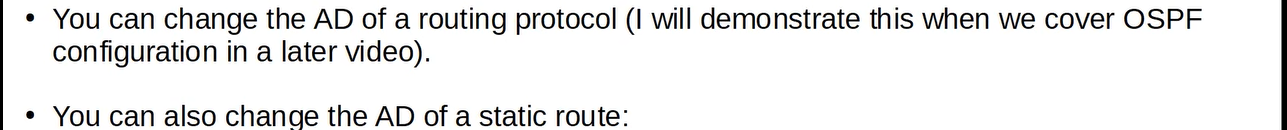 • You can change the AD of a routing protocol (I will demonstrate this when we cover OSPF
configuration in a later video).
• You can also change the AD of a static route: